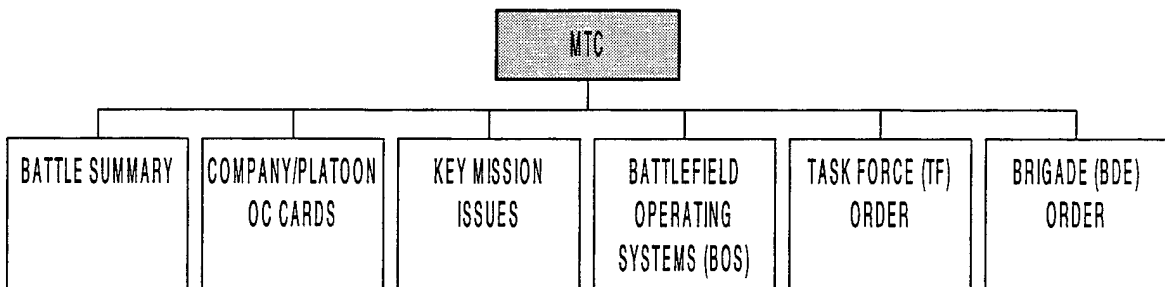 MTC
BATTLE SUMMARY
COMPANY/PLATOON
OC CARDS
KEY MISSION
ISSUES
BATTLEFIELD
OPERATING
SYSTEMS (BOS)
TASK FORCE (TF)
ORDER
BRIGADE (BDE)
ORDER